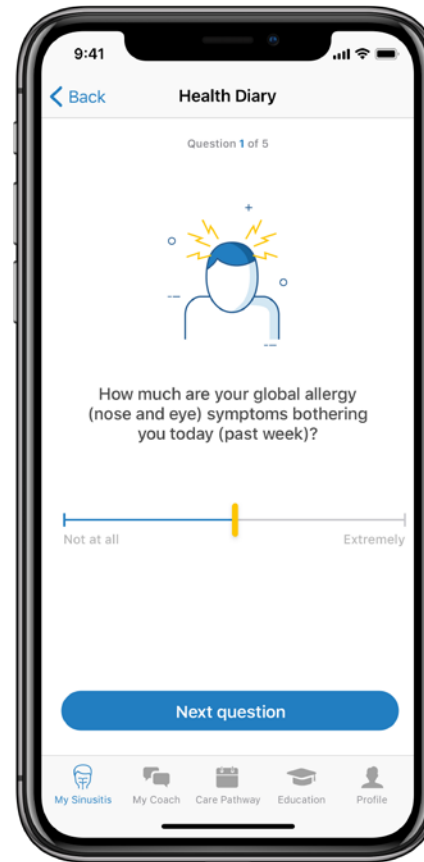 9:41
Back
Health Diary
Question 1 of 5
How much are your global allergy
(nose and eye) symptoms bothering
you today (past week)?
Not at all
Extremely
Next question
My Sinusitis
My Coach
Care Pathway
Education
Profile